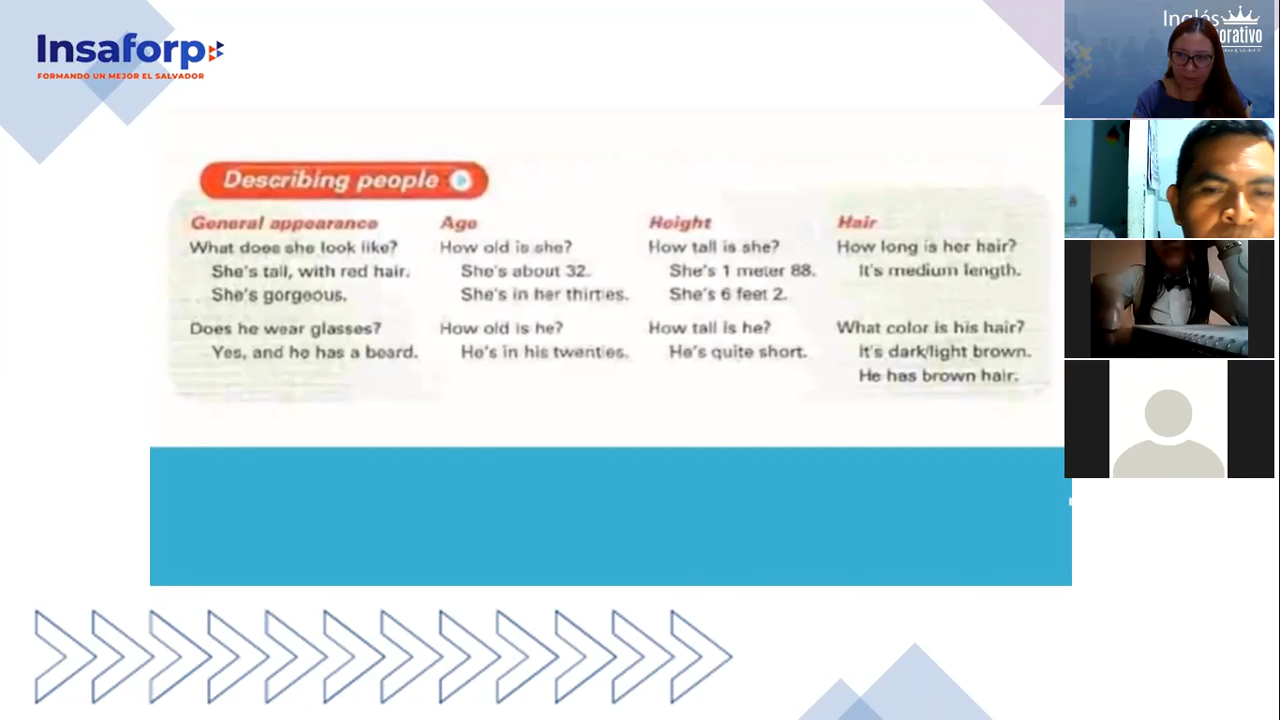 Insaforp
FORMANDO UN MEJOR EL SALVADOR
Describing people
General appearance
What does she look like?
She's tall, with red hair.
She's gorgeous.
Does he wear glasses?
Yes, and he has a beard.
Age
How old is she?
She's about 32.
She's in her thirties.
How old is he?
He's in his twenties.
Height
How tall is she?
She's 1 meter 88.
She's 6 feet 2.
How tall is he?
He's quite short.
Hair
How long is her hair?
It's medium length.
What color is his hair?
It's dark/light brown.
He has brown hair.
Inglés
orativo